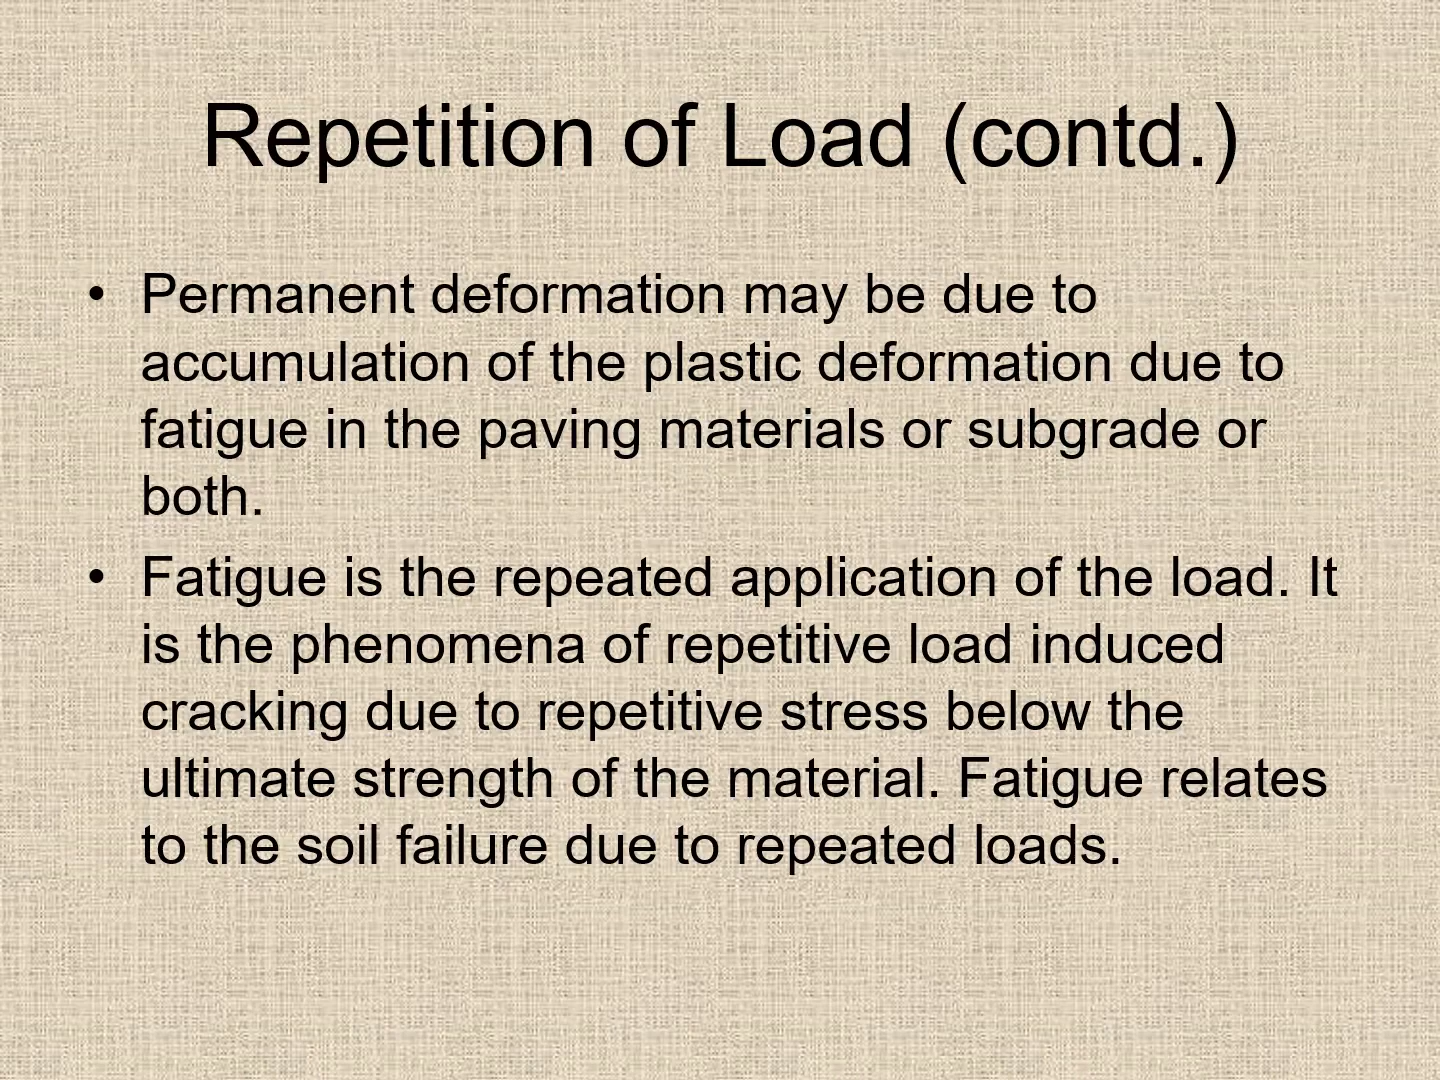 Repetition of Load (contd.)
• Permanent deformation may be due to
accumulation of the plastic deformation due to
fatigue in the paving materials or subgrade or
both.
• Fatigue is the repeated application of the load. It
is the phenomena of repetitive load induced
cracking due to repetitive stress below the
ultimate strength of the material. Fatigue relates
to the soil failure due to repeated loads.